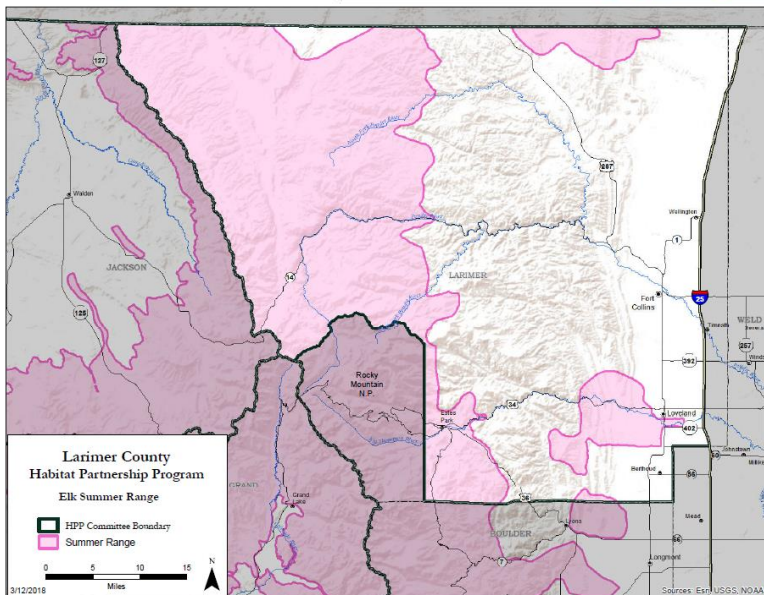 127
287
Walden
Wellington
1
JACKSON
LARIMER
14
25
Fort
Collins
WELD
125
Timnath
257
392
Rocky
Mountain
N.P.
34
Estes
Park
Loveland
402
Larimer County
Habitat Partnership Program
Elk Summer Range
Johnstown
60
Berthoud
56
GRAND
Grand
Lake
36
HPP Committee Boundary
Summer Range
Lyons
Mead
BOULDER
66
7
Longmont
0 5 10 15
Miles
N
3/12/2018
Sources: Esri, USGS, NOAA